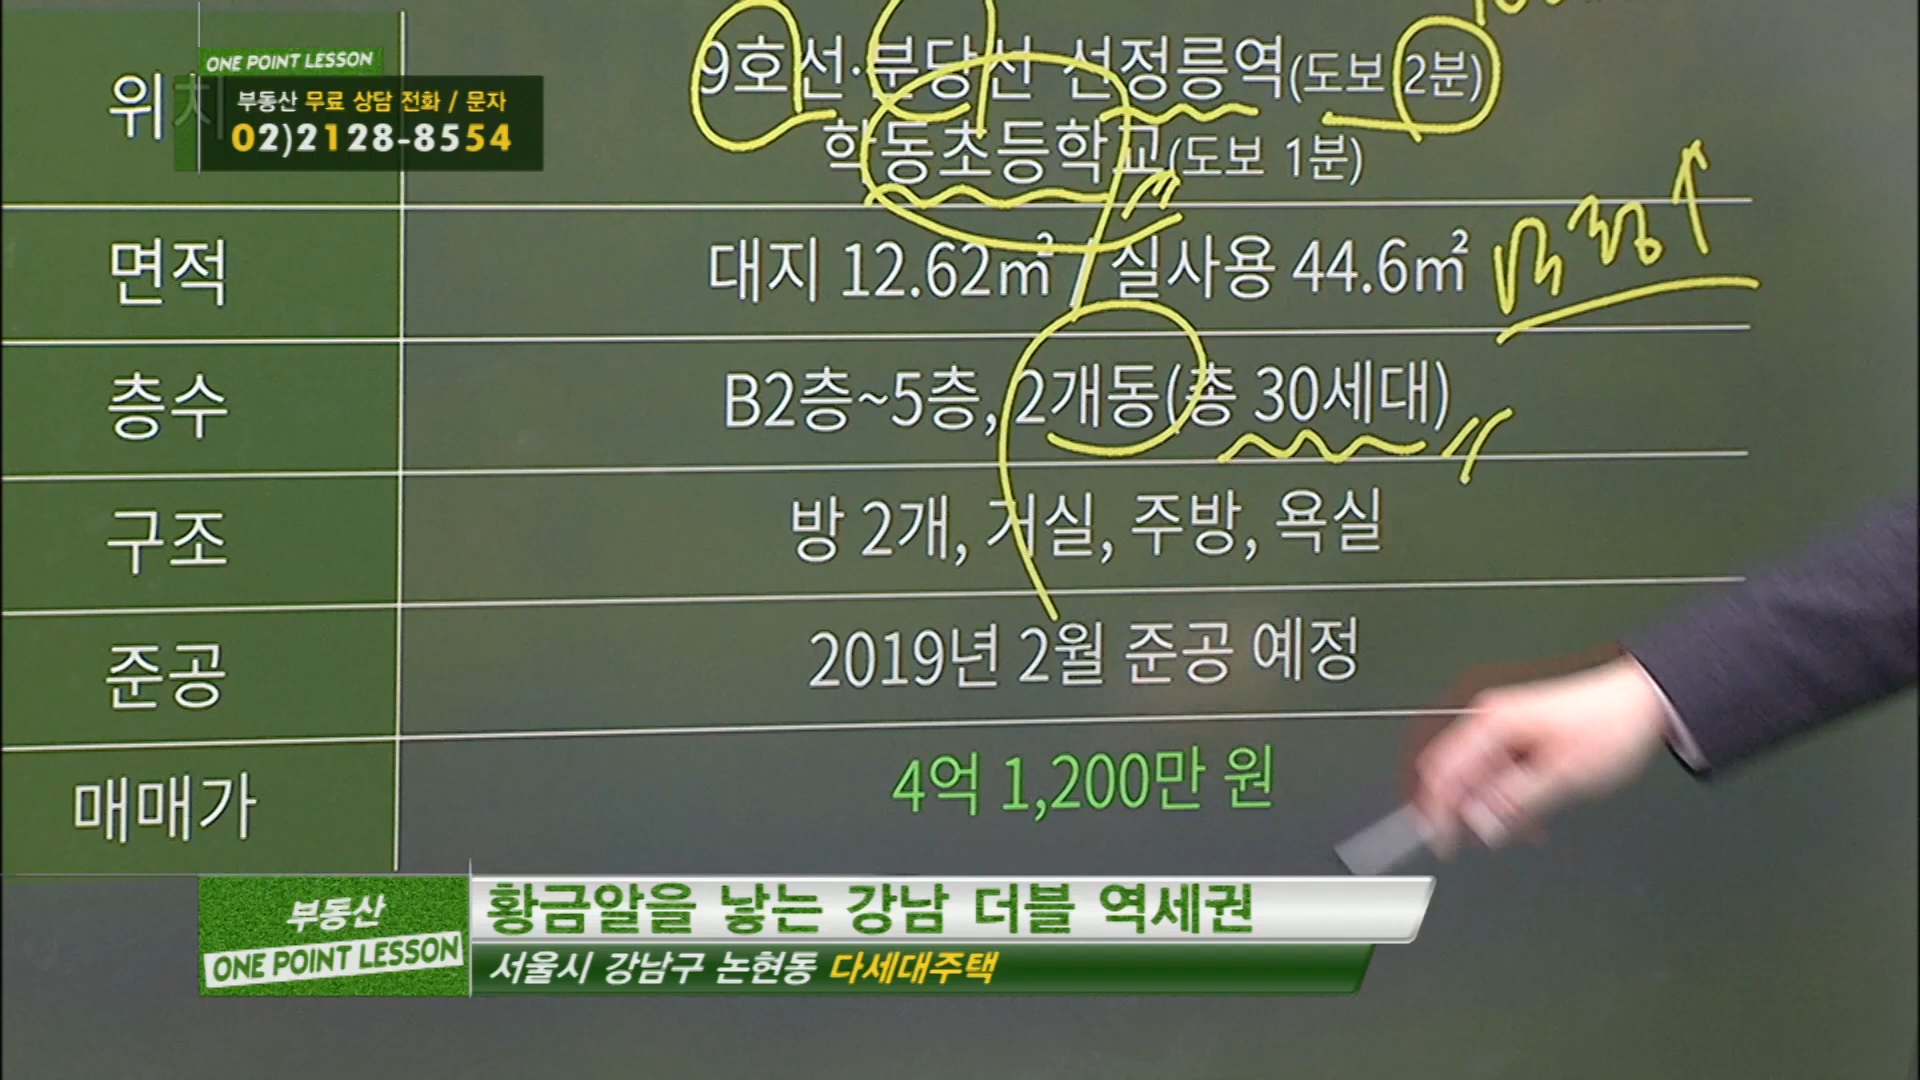 ONE POINT LESSON
부동산 무료 상담 전화 / 문자
02)2128-8554
위치
9호선·분당선 선정릉역(도보 2분)
학동초등학교(도보 1분)
면적
대지 12.62㎡ / 실사용 44.6㎡
층수
B2층~5층, 2개동(총 30세대)
구조
방 2개, 거실, 주방, 욕실
준공
2019년 2월 준공 예정
매매가
4억 1,200만 원
부동산
ONE POINT LESSON
황금알을 낳는 강남 더블 역세권
서울시 강남구 논현동 다세대주택